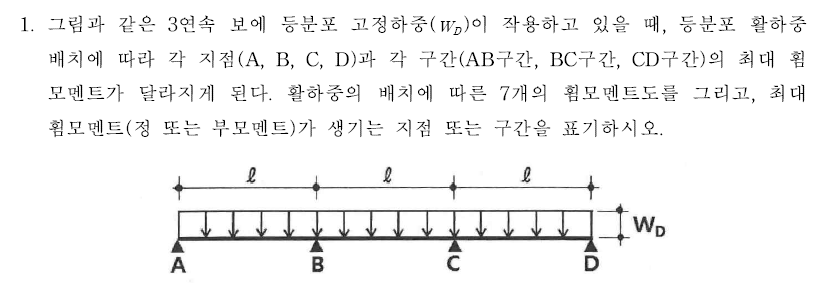 1. 그림과 같은 3연속 보에 등분포 고정하중(W_D)이 작용하고 있을 때, 등분포 활하중
배치에 따라 각 지점(A, B, C, D)과 각 구간(AB구간, BC구간, CD구간)의 최대 휨
모멘트가 달라지게 된다. 활하중의 배치에 따른 7개의 휨모멘트도를 그리고, 최대
휨모멘트(정 또는 부모멘트)가 생기는 지점 또는 구간을 표기하시오.
ℓ ℓ ℓ
W_D
A B C D